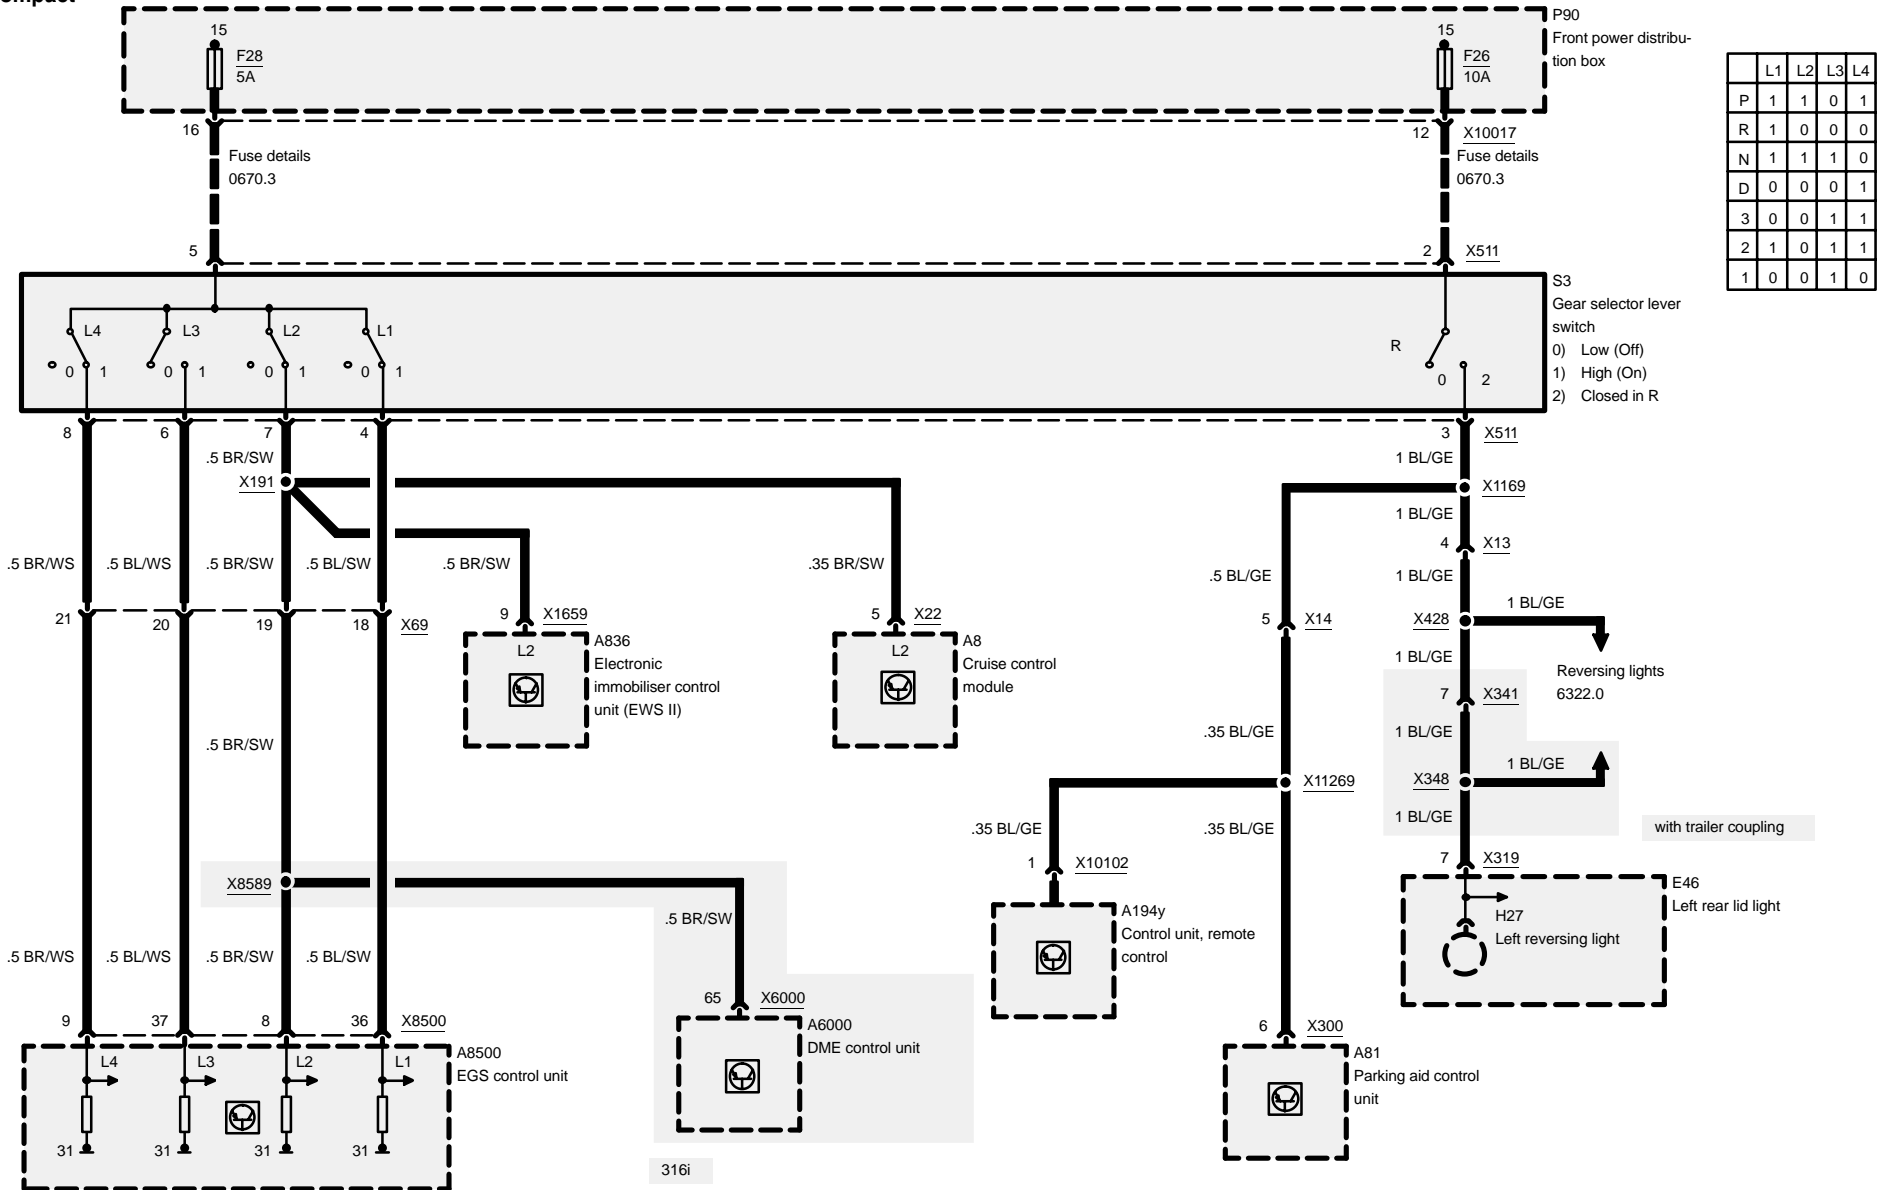 15
F28
5A
15
F26
10A
P90
Front power distribu-
tion box
L1 L2 L3 L4
P 1 1 0 1
R 1 0 0 0
N 1 1 1 0
D 0 0 0 1
3 0 0 1 1
2 1 0 1 1
1 0 0 1 0
16
Fuse details
0670.3
12
X10017
Fuse details
0670.3
5
2
X511
L4
L3
L2
L1
0 1
0 1
0 1
0 1
R
0 2
S3
Gear selector lever
switch
0) Low (Off)
1) High (On)
2) Closed in R
8
6
7
4
3
X511
.5 BR/SW
X191
1 BL/GE
X1169
1 BL/GE
4
X13
.5 BR/WS
.5 BL/WS
.5 BR/SW
.5 BL/SW
.5 BR/SW
.35 BR/SW
.5 BL/GE
1 BL/GE
21
20
19
18
X69
9
X1659
5
X22
5
X14
X428
1 BL/GE
L2
A836
Electronic
immobiliser control
unit (EWS II)
L2
A8
Cruise control
module
1 BL/GE
Reversing lights
6322.0
7
X341
.5 BR/SW
.35 BL/GE
1 BL/GE
1 BL/GE
X11269
X348
.35 BL/GE
.35 BL/GE
1 BL/GE
with trailer coupling
1
X10102
7
X319
X8589
.5 BR/SW
A194y
Control unit, remote
control
H27
Left reversing light
E46
Left rear lid light
.5 BR/WS
.5 BL/WS
.5 BR/SW
.5 BL/SW
65
X6000
9
37
8
36
X8500
6
X300
A6000
DME control unit
L4
L3
L2
L1
A8500
EGS control unit
A81
Parking aid control
unit
31
31
31
31
316i